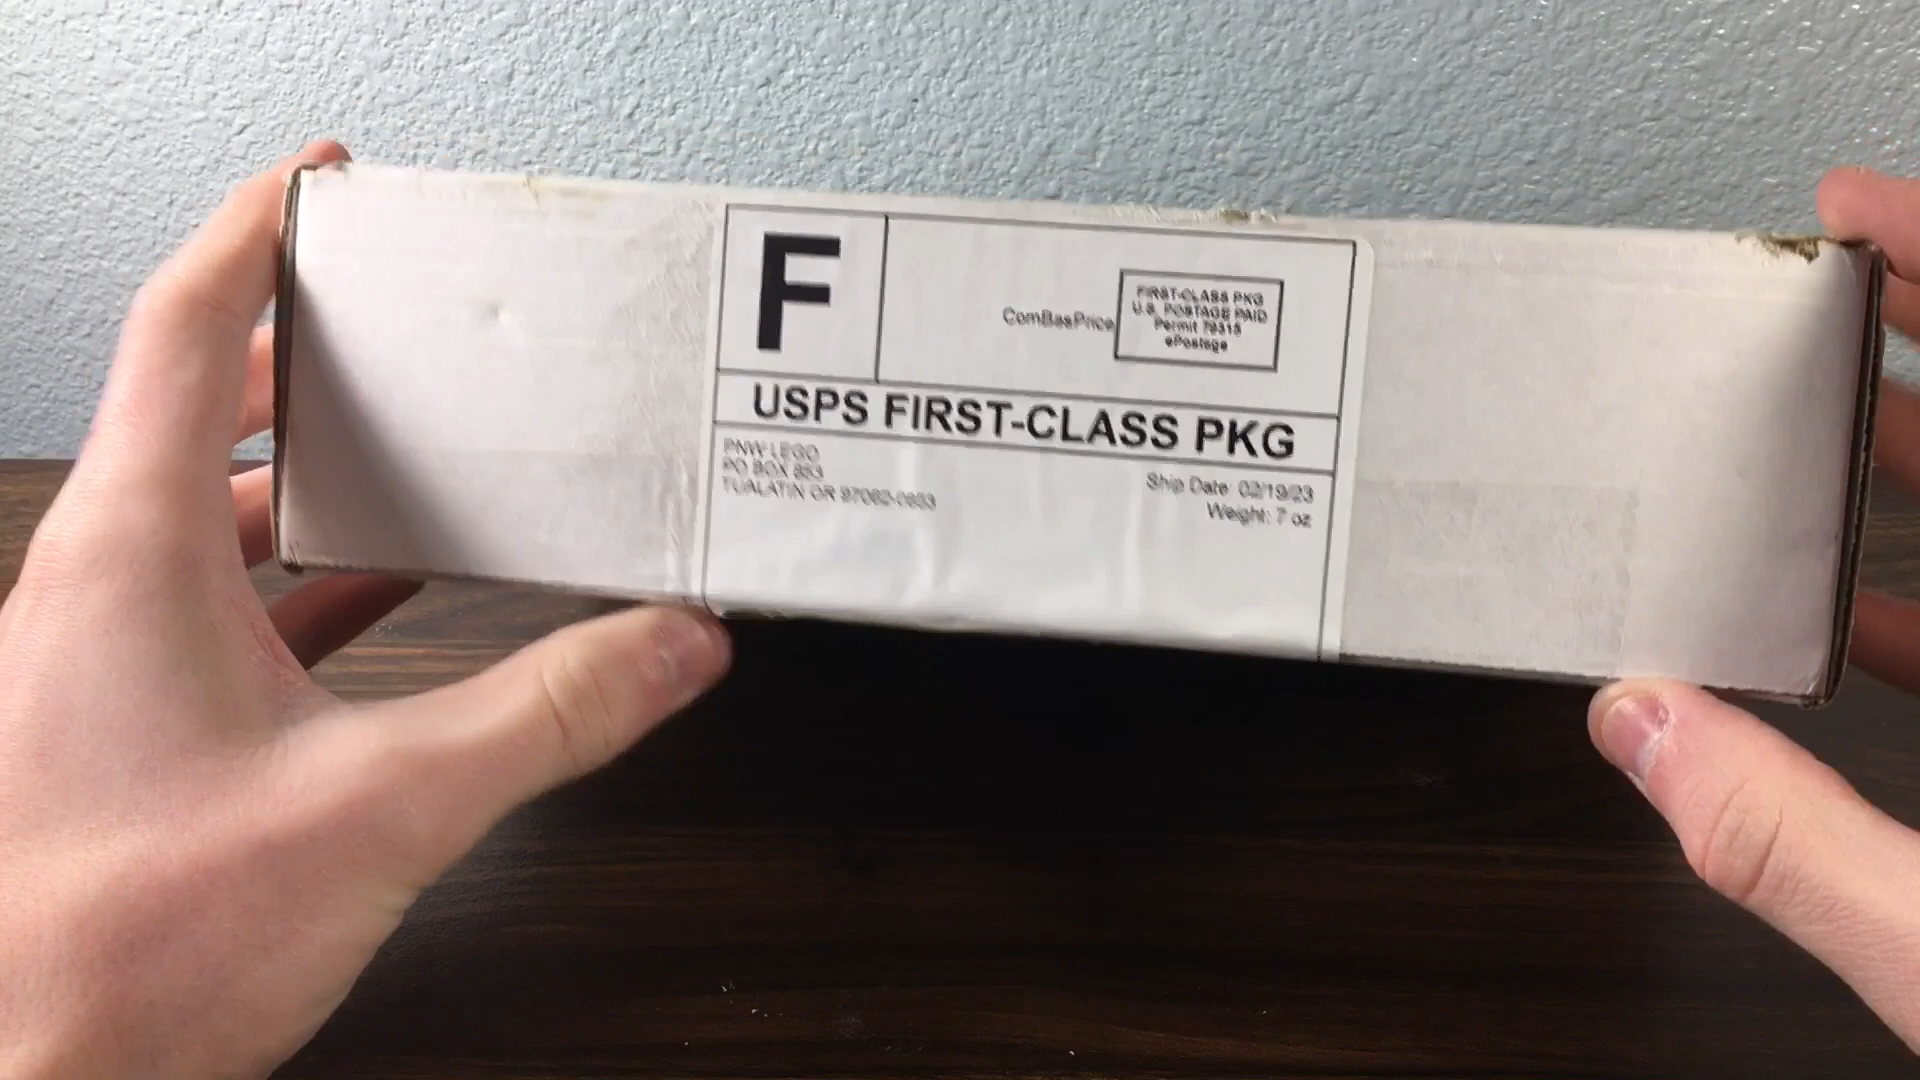 F
ComBasPrice
FIRST-CLASS PKG
U.S. POSTAGE PAID
Permit
ePostage
USPS FIRST-CLASS PKG
PNW LEGO
PO BOX 853
TUALATIN OR
Ship Date: 02/19/23
Weight: 7 oz